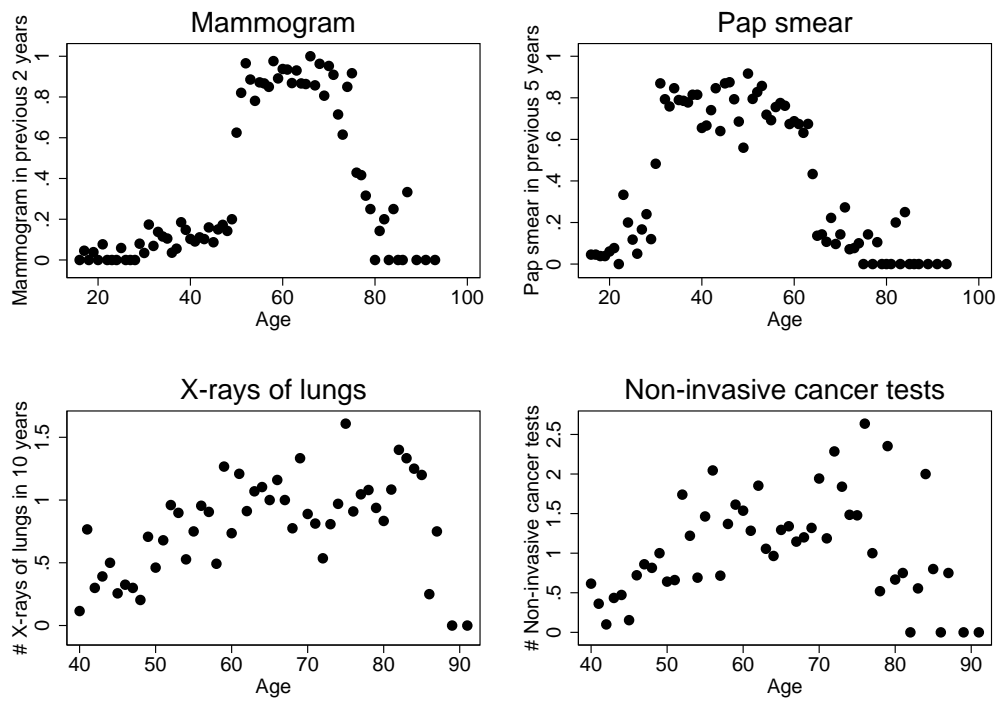 Mammogram
Mammogram in previous 2 years
0 .2 .4 .6 .8 1
20 40 60 80 100
Age
Pap smear
Pap smear in previous 5 years
0 .2 .4 .6 .8 1
20 40 60 80 100
Age
X-rays of lungs
# X-rays of lungs in 10 years
0 .5 1 1.5
40 50 60 70 80 90
Age
Non-invasive cancer tests
# Non-invasive cancer tests
0 .5 1 1.5 2 2.5
40 50 60 70 80 90
Age